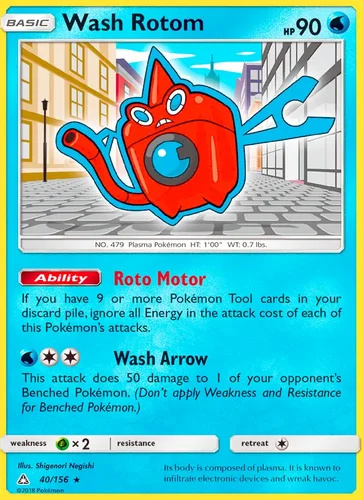 BASIC Wash Rotom HP 90
NO. 479 Plasma Pokémon HT: 1'00" WT: 0.7 lbs.
Ability Roto Motor
If you have 9 or more Pokémon Tool cards in your
discard pile, ignore all Energy in the attack cost of each of
this Pokémon's attacks.
Wash Arrow
This attack does 50 damage to 1 of your opponent's
Benched Pokémon. (Don't apply Weakness and Resistance
for Benched Pokémon.)
weakness × 2 resistance retreat
Illus. Shigenori Negishi
40/156
©2018 Pokémon
Its body is composed of plasma. It is known to
infiltrate electronic devices and wreak havoc.